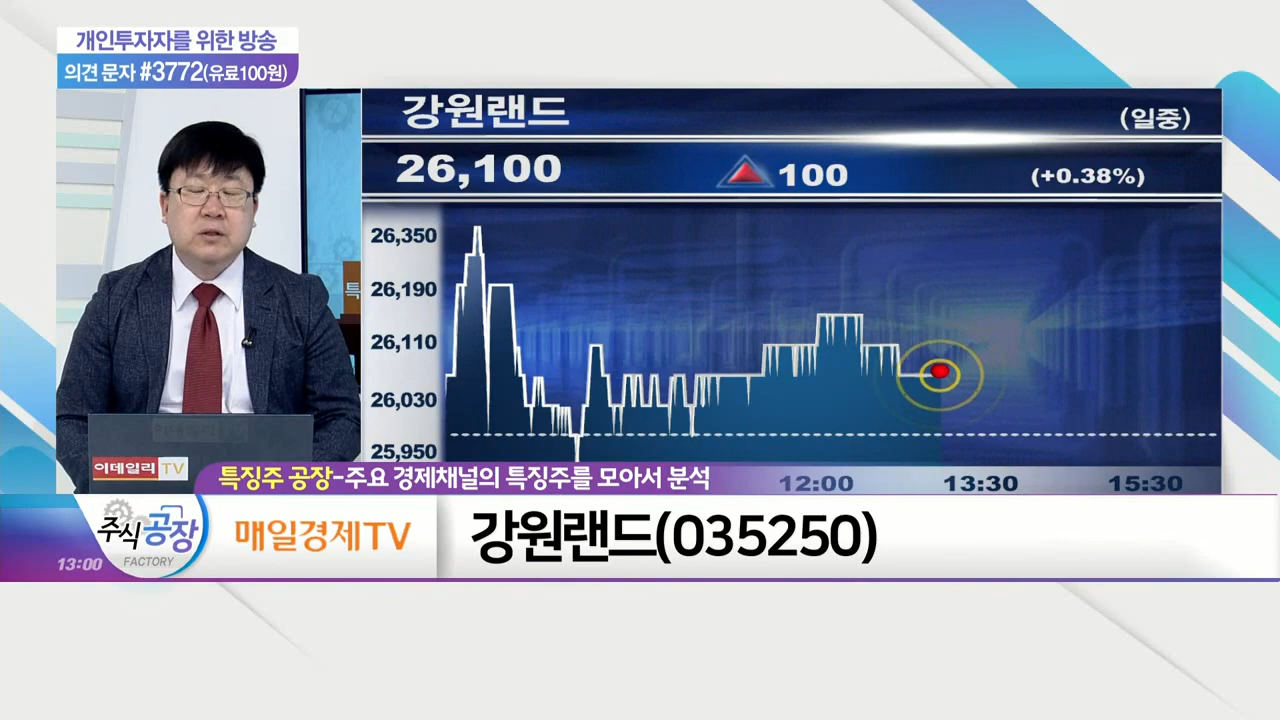 개인투자자를 위한 방송
의견 문자 #3772(유료100원)
강원랜드
(일중)
26,100
100
(+0.38%)
26,350
26,190
26,110
26,030
25,950
12:00
13:30
15:30
특
이데일리 TV
특징주 공장-주요 경제채널의 특징주를 모아서 분석
주식공장
FACTORY
13:00
매일경제TV
강원랜드(035250)